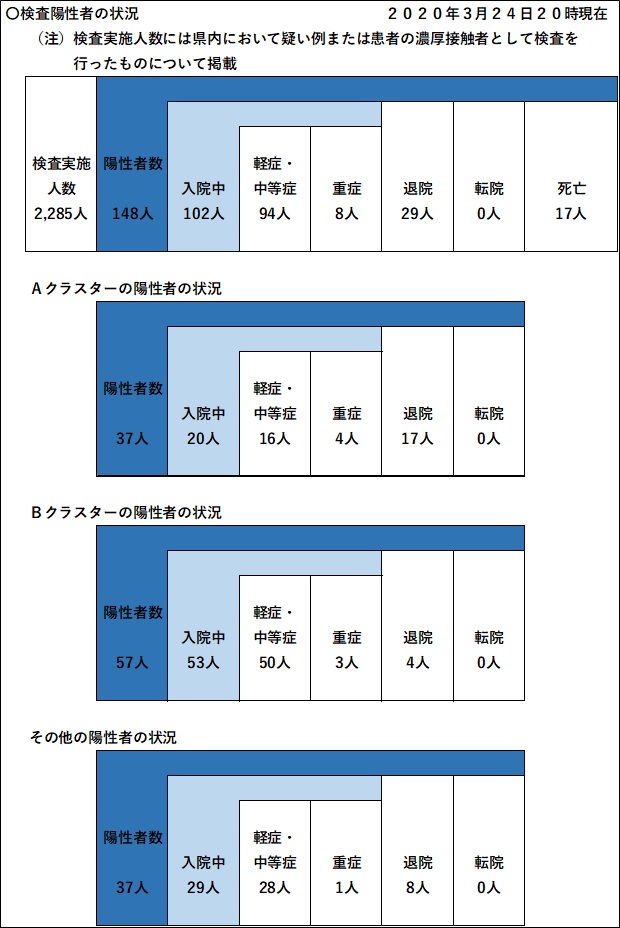 〇検査陽性者の状況 ２０２０年３月２４日２０時現在
（注）検査実施人数には県内において疑い例または患者の濃厚接触者として検査を
行ったものについて掲載
検査実施
人数
2,285人
陽性者数
148人
入院中
102人
軽症・
中等症
94人
重症
8人
退院
29人
転院
0人
死亡
17人
Ａクラスターの陽性者の状況
陽性者数
37人
入院中
20人
軽症・
中等症
16人
重症
4人
退院
17人
転院
0人
Ｂクラスターの陽性者の状況
陽性者数
57人
入院中
53人
軽症・
中等症
50人
重症
3人
退院
4人
転院
0人
その他の陽性者の状況
陽性者数
37人
入院中
29人
軽症・
中等症
28人
重症
1人
退院
8人
転院
0人